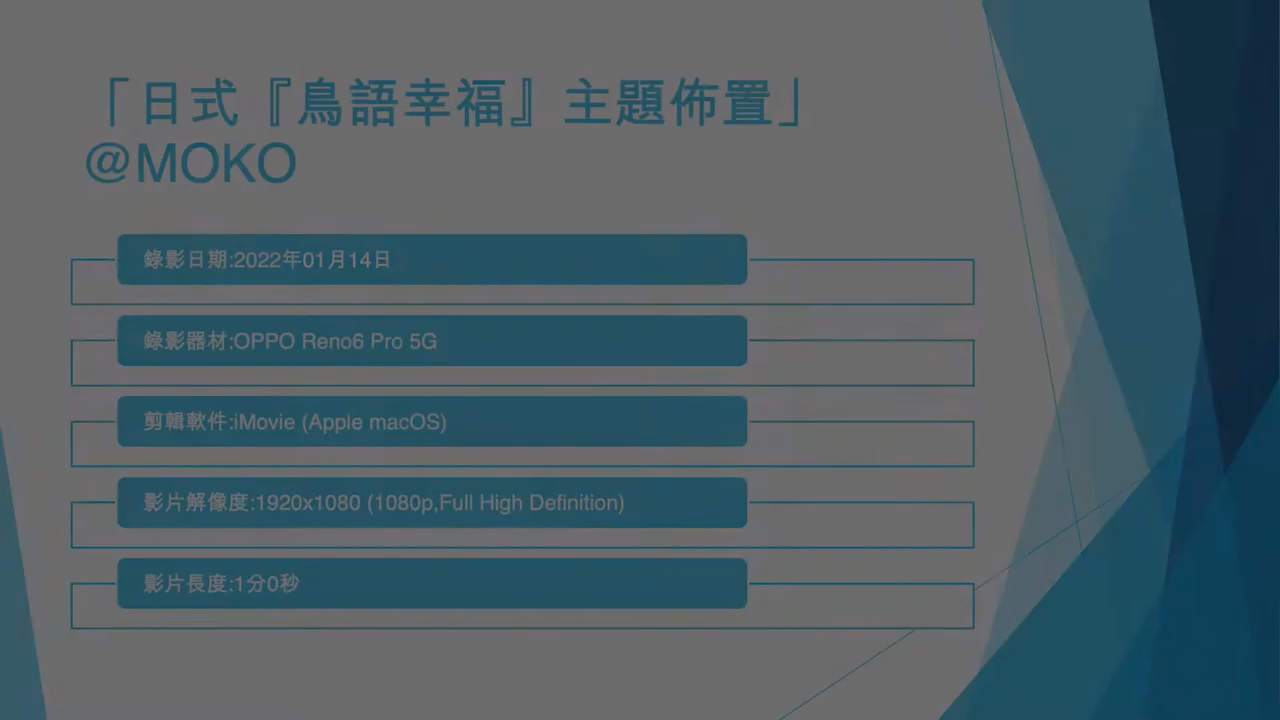 「日式『鳥語幸福』主題佈置」
@MOKO
錄影日期:2022年01月14日
錄影器材:OPPO Reno6 Pro 5G
剪輯軟件:iMovie (Apple macOS)
影片解像度:1920x1080 (1080p,Full High Definition)
影片長度:1分0秒